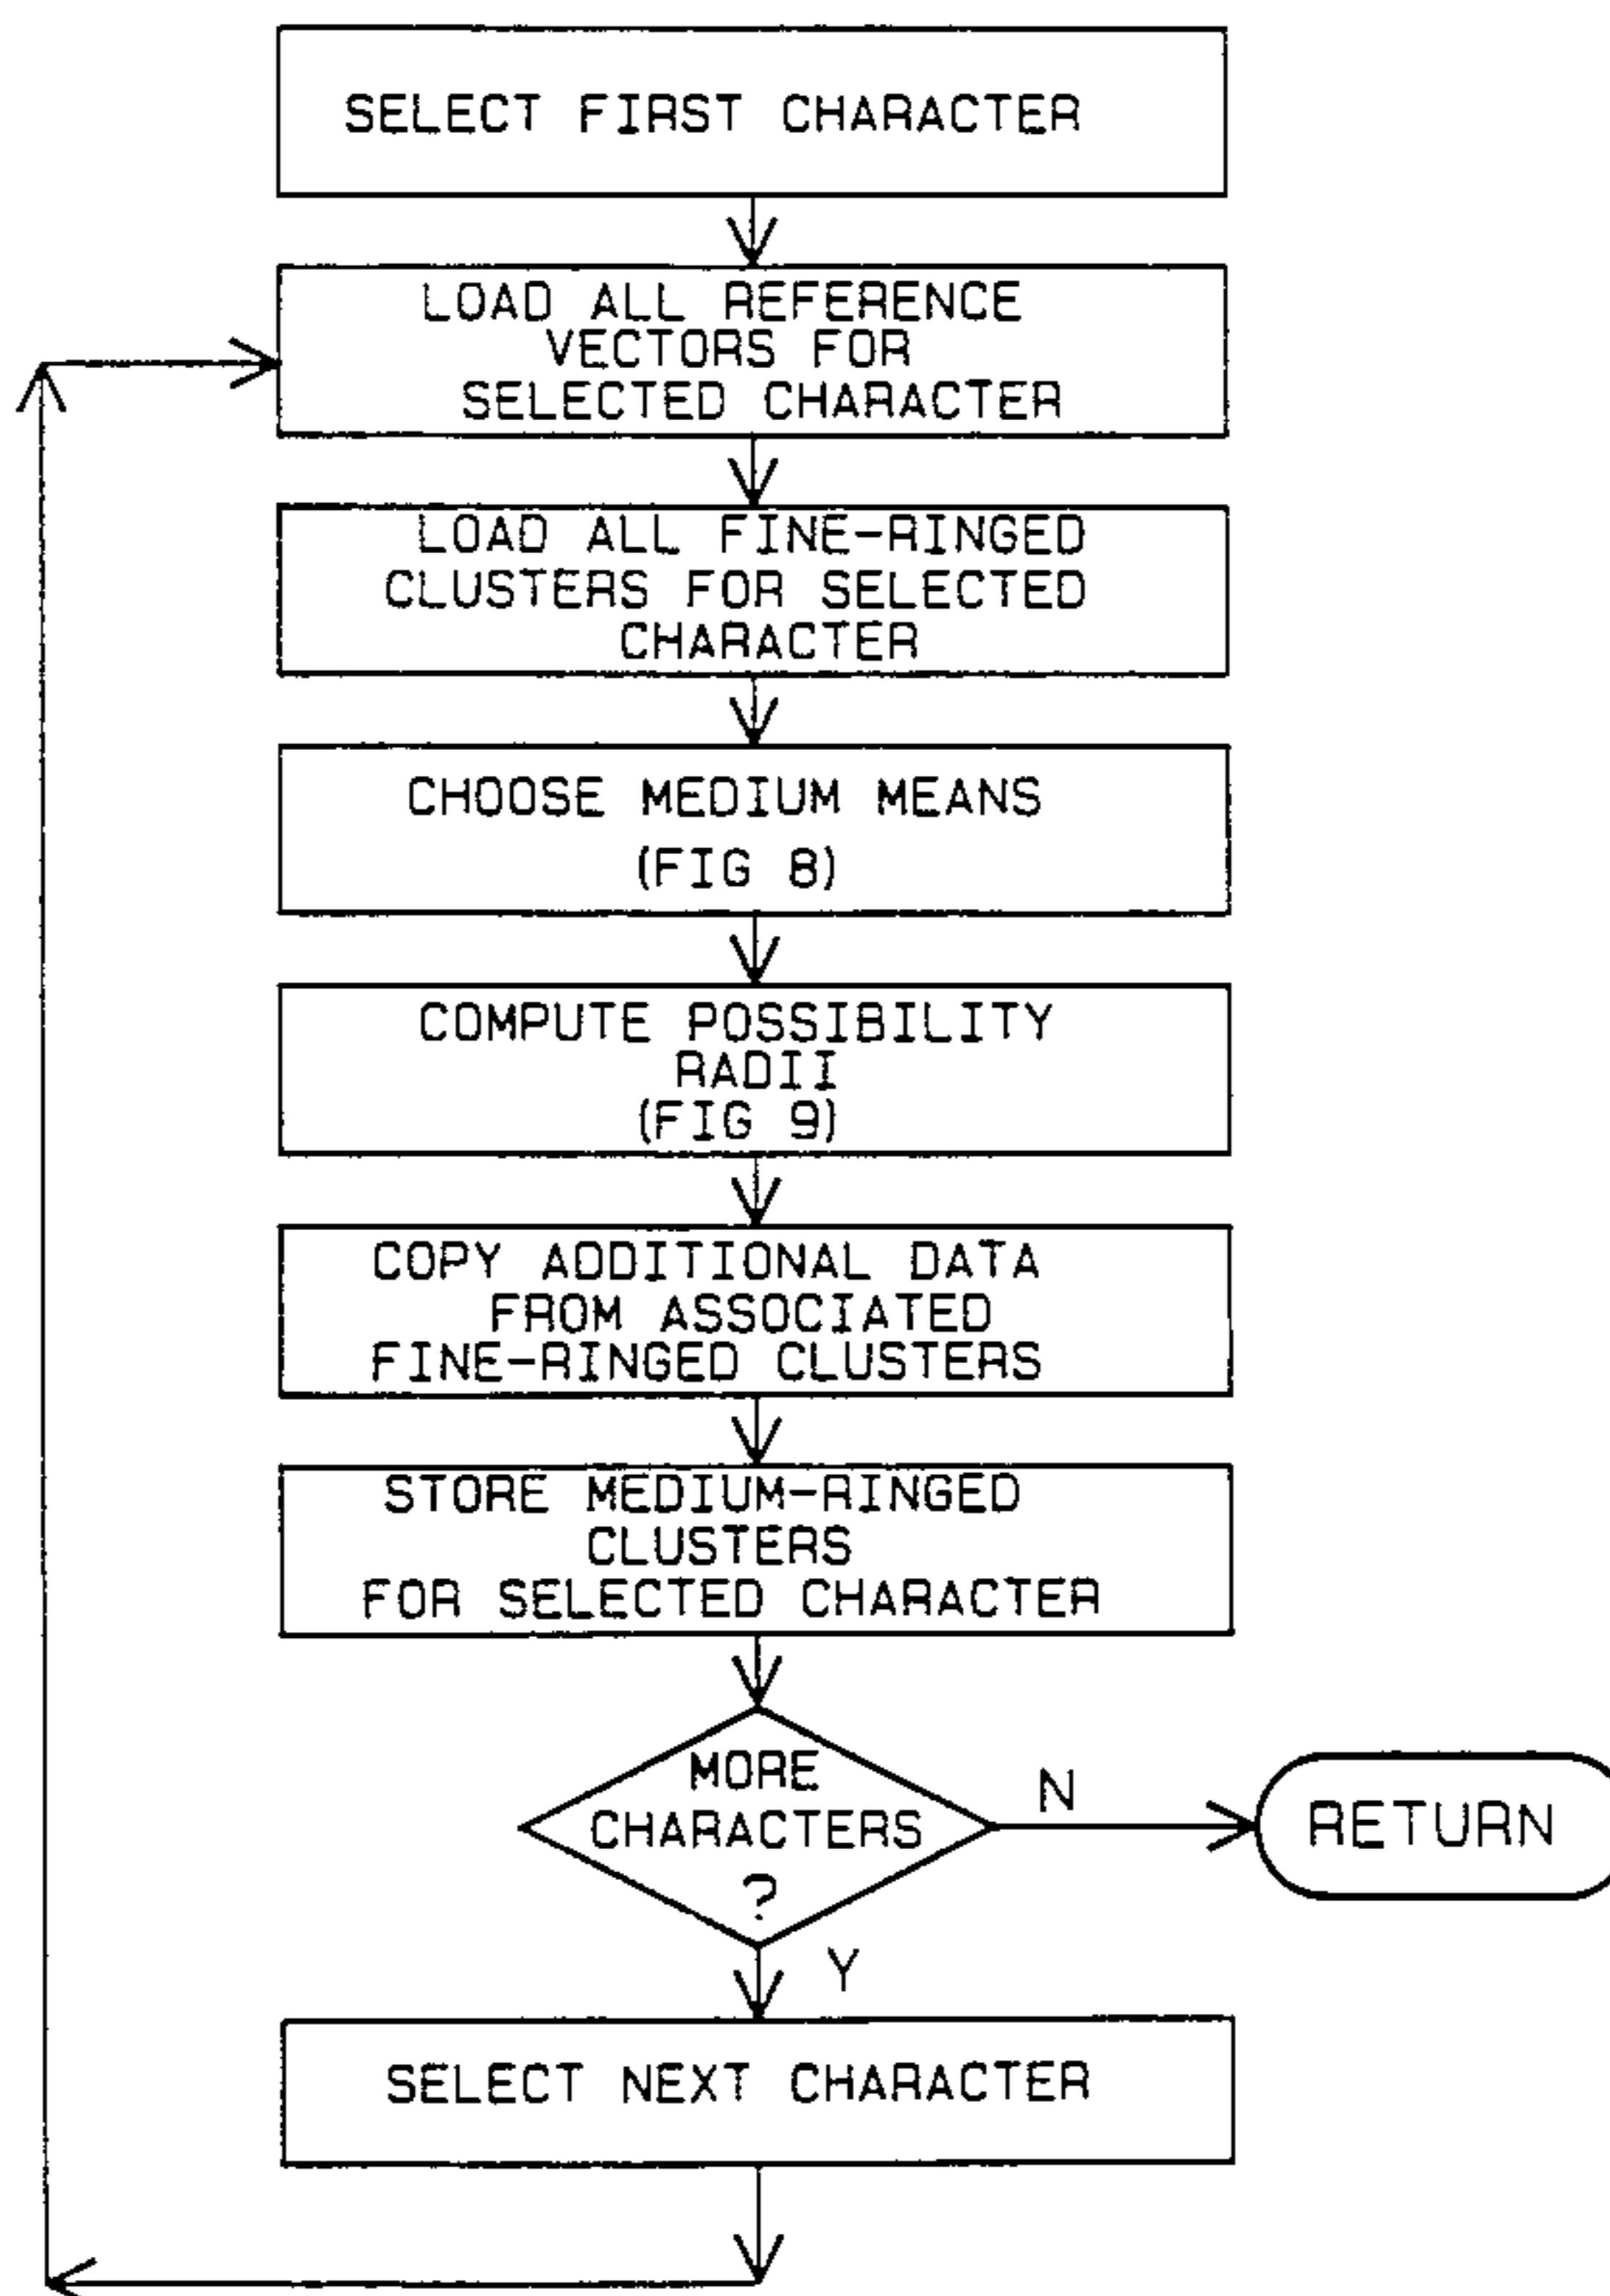 SELECT FIRST CHARACTER
LOAD ALL REFERENCE
VECTORS FOR
SELECTED CHARACTER
LOAD ALL FINE-RINGED
CLUSTERS FOR SELECTED
CHARACTER
CHOOSE MEDIUM MEANS
(FIG 8)
COMPUTE POSSIBILITY
RADII
(FIG 9)
COPY ADDITIONAL DATA
FROM ASSOCIATED
FINE-RINGED CLUSTERS
STORE MEDIUM-RINGED
CLUSTERS
FOR SELECTED CHARACTER
MORE
CHARACTERS
?
N
RETURN
Y
SELECT NEXT CHARACTER